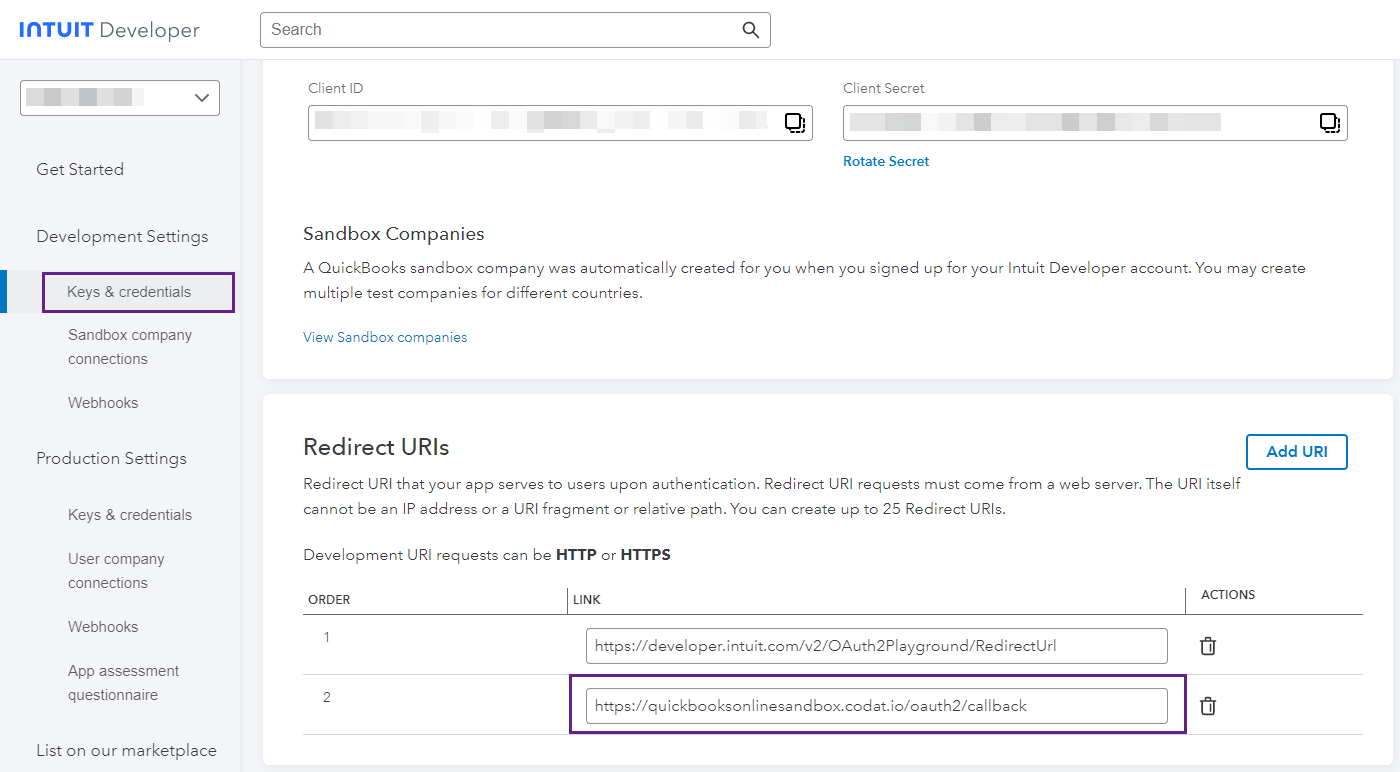 INTUIT Developer
Search
Get Started
Development Settings
Keys & credentials
Sandbox company
connections
Webhooks
Production Settings
Keys & credentials
User company
connections
Webhooks
App assessment
questionnaire
List on our marketplace
Client ID
Client Secret
Rotate Secret
Sandbox Companies
A QuickBooks sandbox company was automatically created for you when you signed up for your Intuit Developer account. You may create
multiple test companies for different countries.
View Sandbox companies
Redirect URIs
Add URI
Redirect URI that your app serves to users upon authentication. Redirect URI requests must come from a web server. The URI itself
cannot be an IP address or a URI fragment or relative path. You can create up to 25 Redirect URIs.
Development URI requests can be HTTP or HTTPS
ORDER LINK ACTIONS
1 https://developer.intuit.com/v2/OAuth2Playground/RedirectUrl
2 https://quickbooksonlinesandbox.codat.io/oauth2/callback